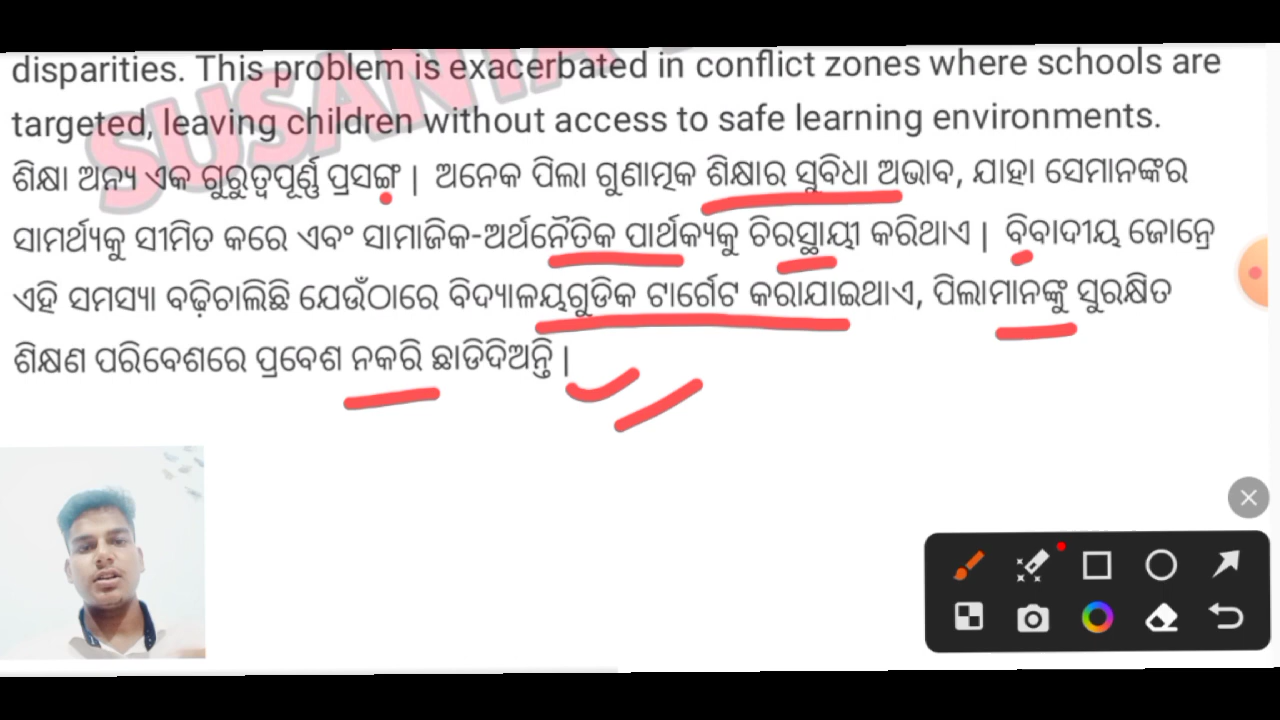 disparities. This problem is exacerbated in conflict zones where schools are
targeted, leaving children without access to safe learning environments.
ଶିକ୍ଷା ଅନ୍ୟ ଏକ ଗୁରୁତ୍ୱପୂର୍ଣ୍ଣ ପ୍ରସଙ୍ଗ | ଅନେକ ପିଲା ଗୁଣାତ୍ମକ ଶିକ୍ଷାର ସୁବିଧା ଅଭାବ, ଯାହା ସେମାନଙ୍କର
ସାମର୍ଥ୍ୟକୁ ସୀମିତ କରେ ଏବଂ ସାମାଜିକ-ଅର୍ଥନୈତିକ ପାର୍ଥକ୍ୟକୁ ଚିରସ୍ଥାୟୀ କରିଥାଏ | ବିବାଦୀୟ ଜୋନ୍ରେ
ଏହି ସମସ୍ୟା ବଢ଼ିଚାଲିଛି ଯେଉଁଠାରେ ବିଦ୍ୟାଳୟଗୁଡିକ ଟାର୍ଗେଟ କରାଯାଇଥାଏ, ପିଲାମାନଙ୍କୁ ସୁରକ୍ଷିତ
ଶିକ୍ଷଣ ପରିବେଶରେ ପ୍ରବେଶ ନକରି ଛାଡିଦିଅନ୍ତି |
SUSANTA